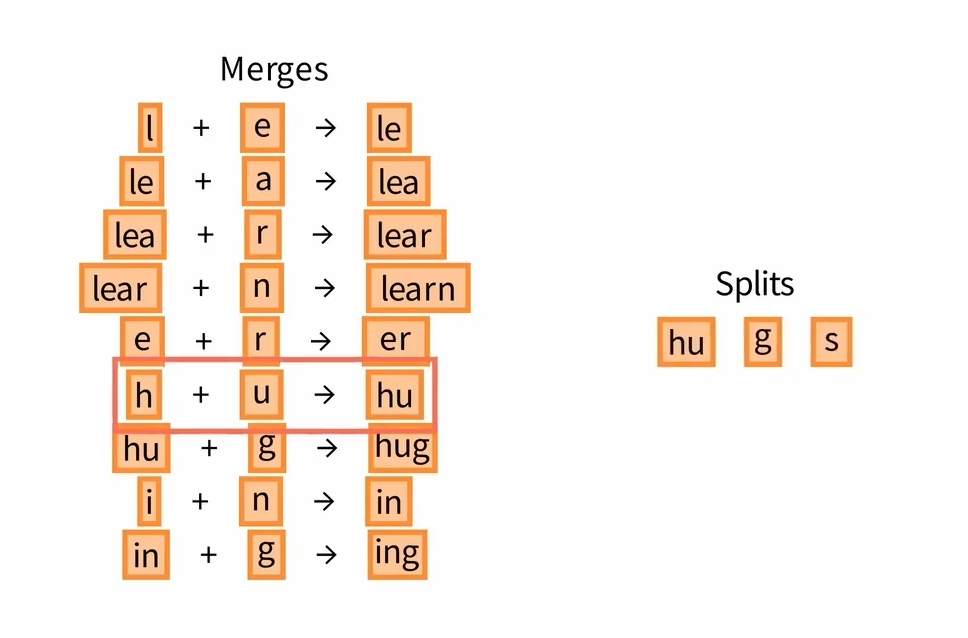 Merges
l + e → le
le + a → lea
lea + r → lear
lear + n → learn
e + r → er
h + u → hu
hu + g → hug
i + n → in
in + g → ing
Splits
hu g s